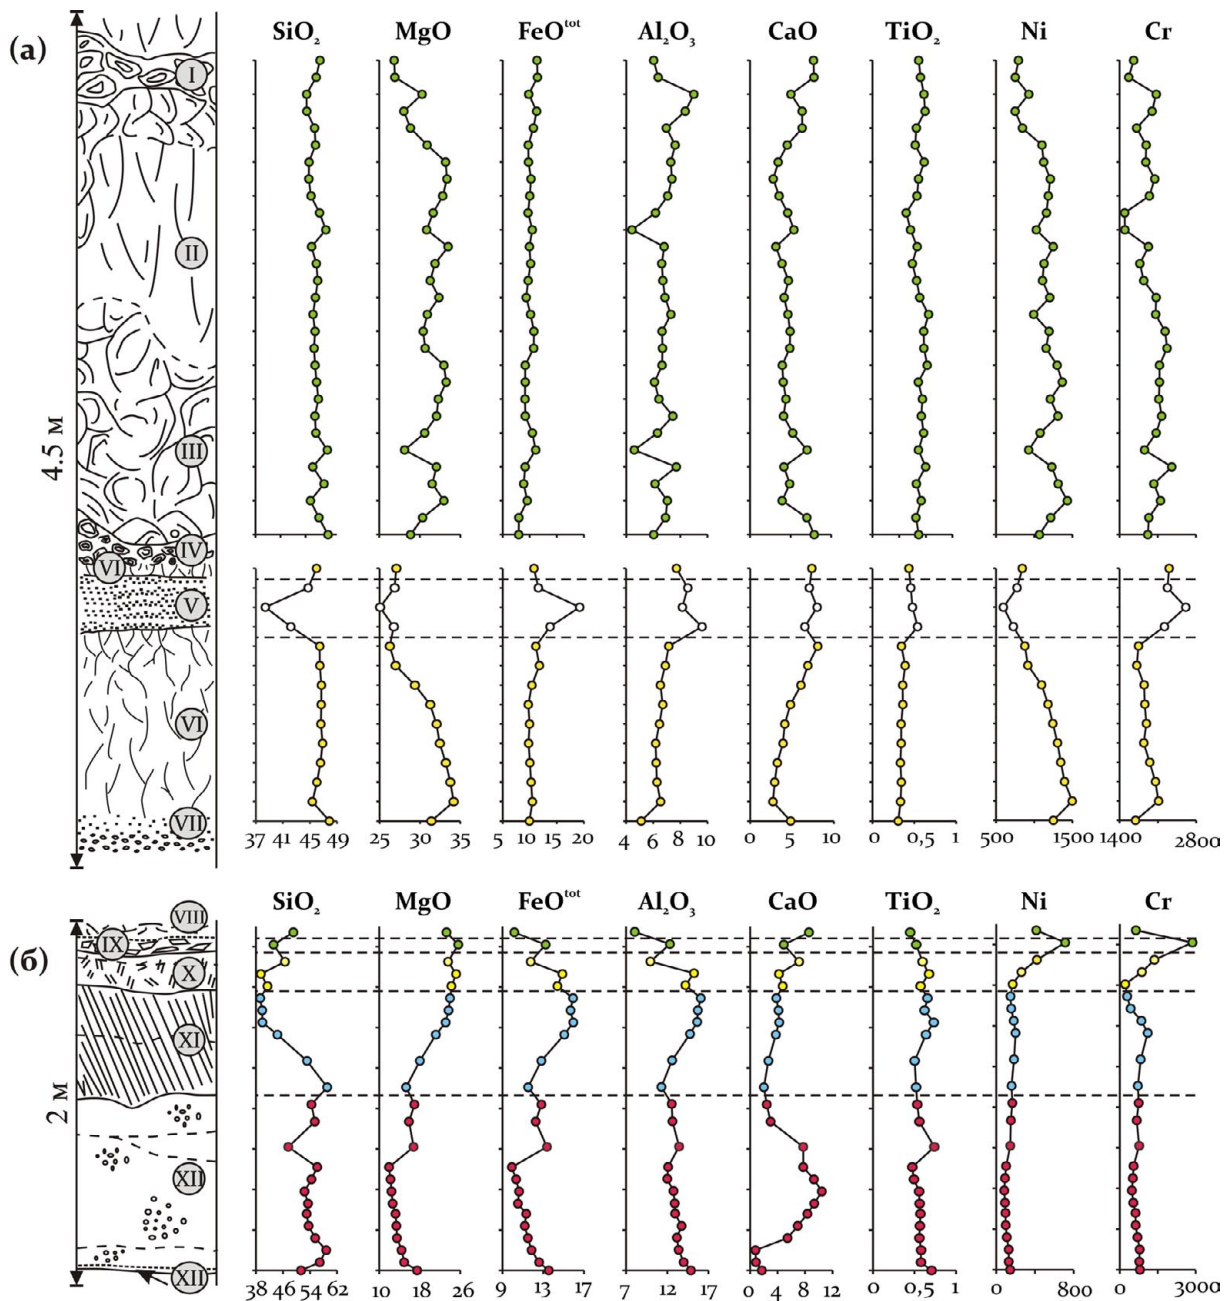 (a)
SiO₂ MgO FeOᵗᵒᵗ Al₂O₃ CaO TiO₂ Ni Cr
I
II
4.5 м
III
IV
VI
V
VI
VII
37 41 45 49 25 30 35 5 10 15 20 4 6 8 10 0 5 10 0 0,5 1 500 1500 1400 2800
(б)
SiO₂ MgO FeOᵗᵒᵗ Al₂O₃ CaO TiO₂ Ni Cr
VIII
IX
X
XI
2 м
XII
XII
38 46 54 62 10 18 26 9 13 17 7 12 17 0 4 8 12 0 0,5 1 0 800 0 3000